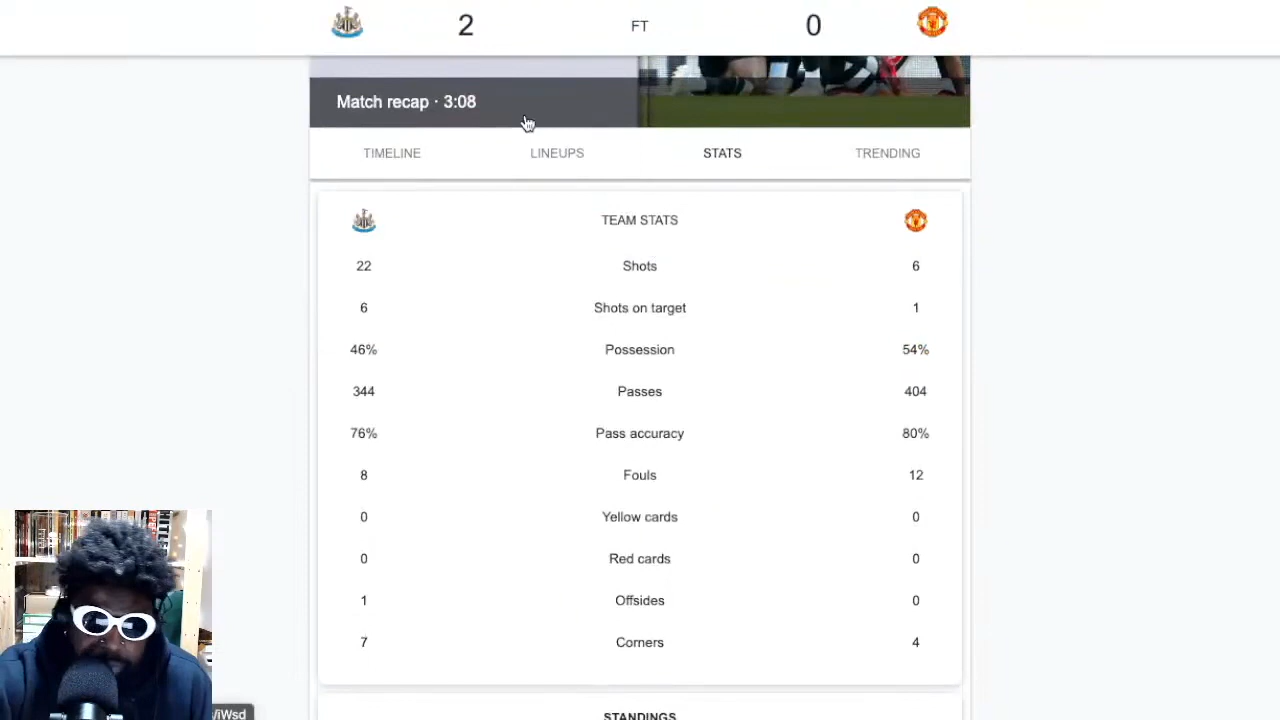 2 FT 0
Match recap · 3:08
TIMELINE LINEUPS STATS TRENDING
TEAM STATS
22 Shots 6
6 Shots on target 1
46% Possession 54%
344 Passes 404
76% Pass accuracy 80%
8 Fouls 12
0 Yellow cards 0
0 Red cards 0
1 Offsides 0
7 Corners 4
/iWsd
STANDINGS